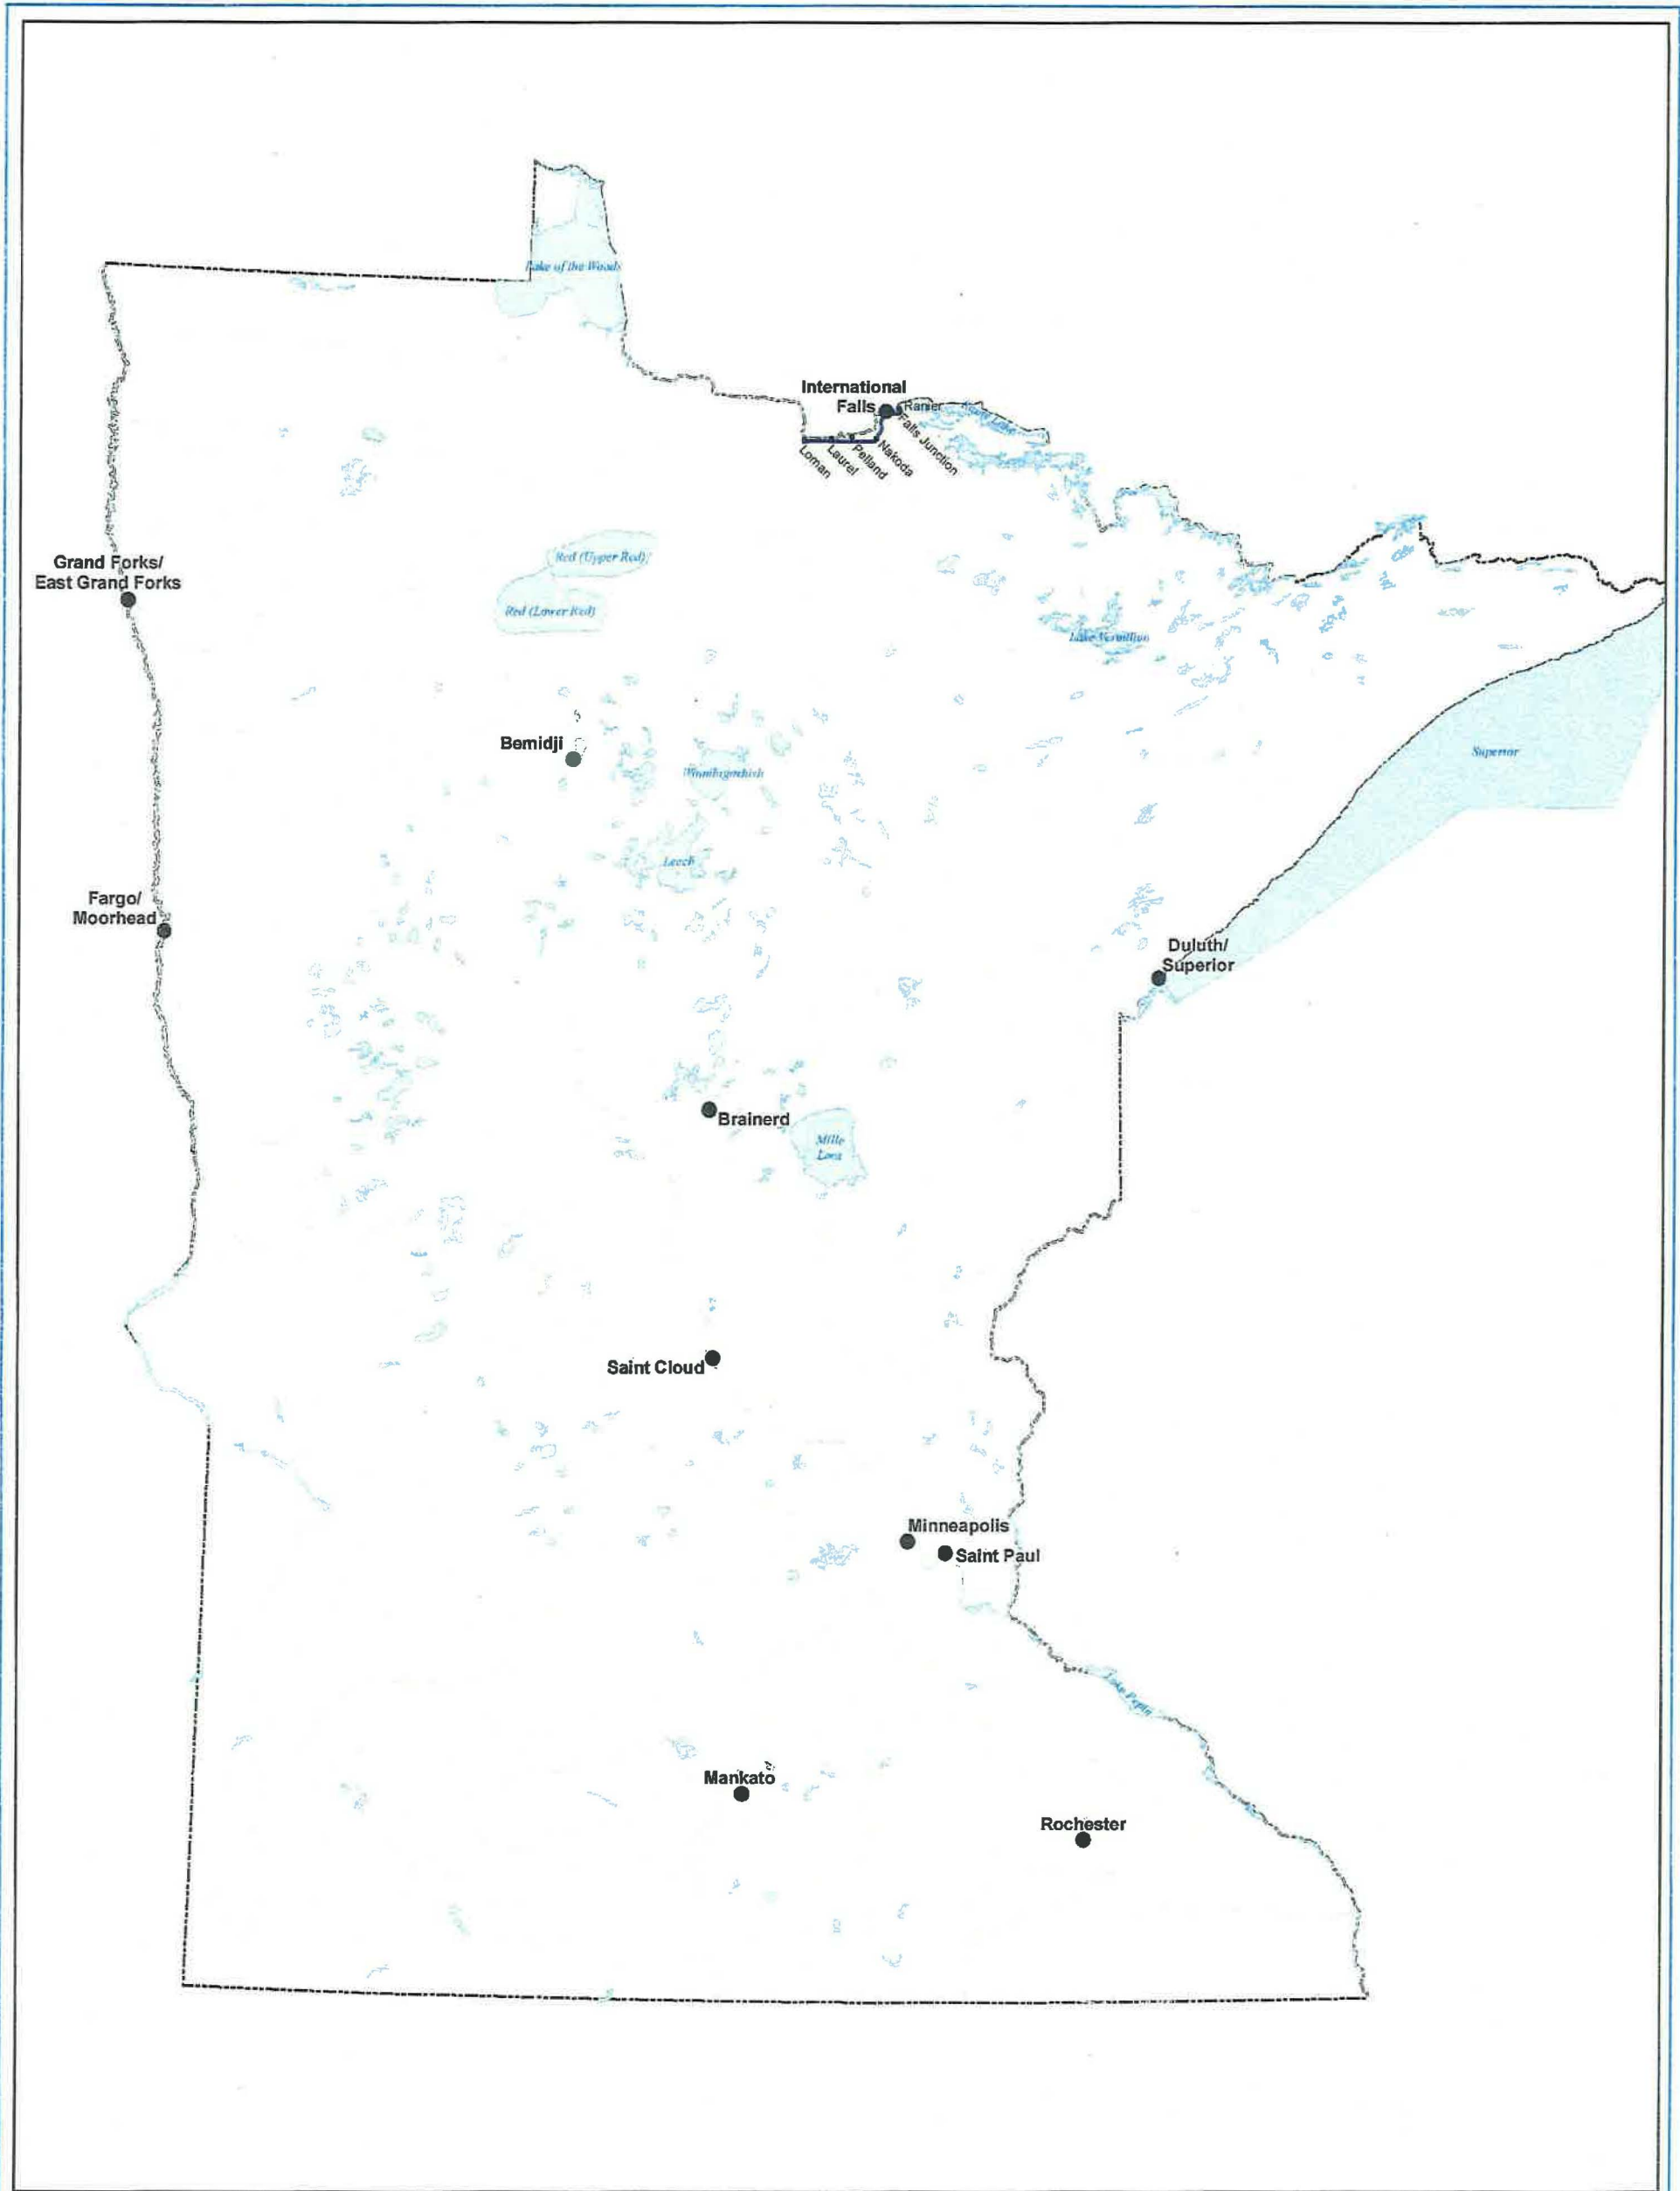 Lake of the Woods
International
Falls
Ranier
Falls Junction
Nakoda
Pelland
Laurel
Loman
Grand Forks/
East Grand Forks
Red (Upper Red)
Red (Lower Red)
Lake Vermilion
Superior
Bemidji
Leech
Fargo/
Moorhead
Duluth/
Superior
Brainerd
Mille
Lacs
Saint Cloud
Minneapolis
Saint Paul
Lake Pepin
Mankato
Rochester